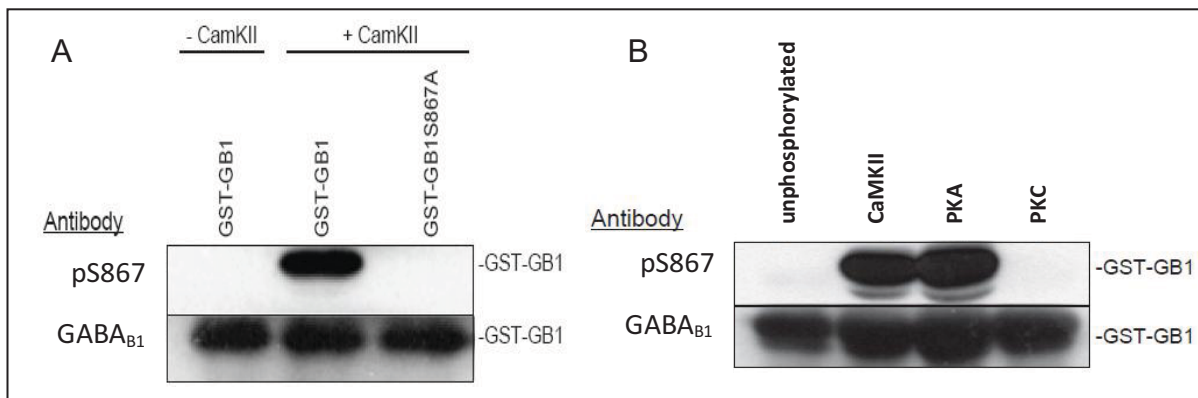 A
- CamKII
+ CamKII
GST-GB1
GST-GB1
GST-GB1S867A
Antibody
pS867
-GST-GB1
GABAB1
-GST-GB1
B
unphosphorylated
CaMKII
PKA
PKC
Antibody
pS867
-GST-GB1
GABAB1
-GST-GB1